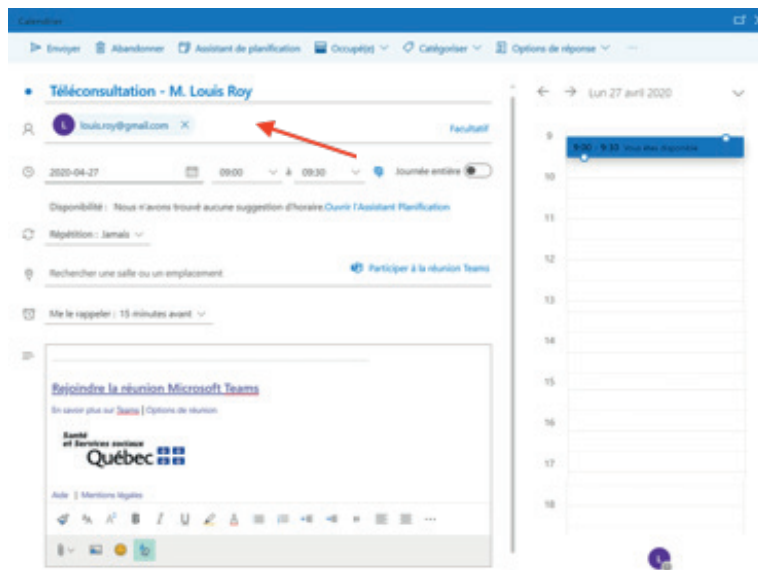 Calendrier
Envoyer Abandonner Assistant de planification Occupé(e) Catégoriser Options de réponse ...
Téléconsultation - M. Louis Roy
L louis.roy@gmail.com X
Facultatif
2020-04-27 09:00 à 09:30 Journée entière
Disponibilité : Nous n'avons trouvé aucune suggestion d'horaire.Ouvrir l'Assistant Planification
Répétition : Jamais
Rechercher une salle ou un emplacement Participer à la réunion Teams
Me le rappeler : 15 minutes avant
Rejoindre la réunion Microsoft Teams
En savoir plus sur Teams | Options de réunion
Santé
et Services sociaux
Québec
Aide | Mentions légales
B I U A ...
Lun 27 avril 2020
9
9:00 - 9:30 Vous êtes disponible
10
11
12
13
14
15
16
17
18
L